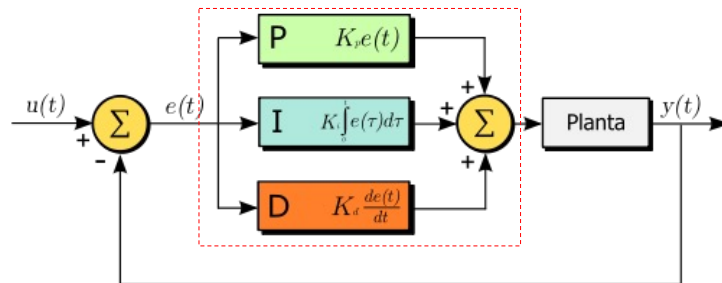 P K_p e(t)
+
u(t) Σ e(t) I K_i ∫_0^t e(τ)dτ + Σ Planta y(t)
+
-
+
D K_d de(t)/dt